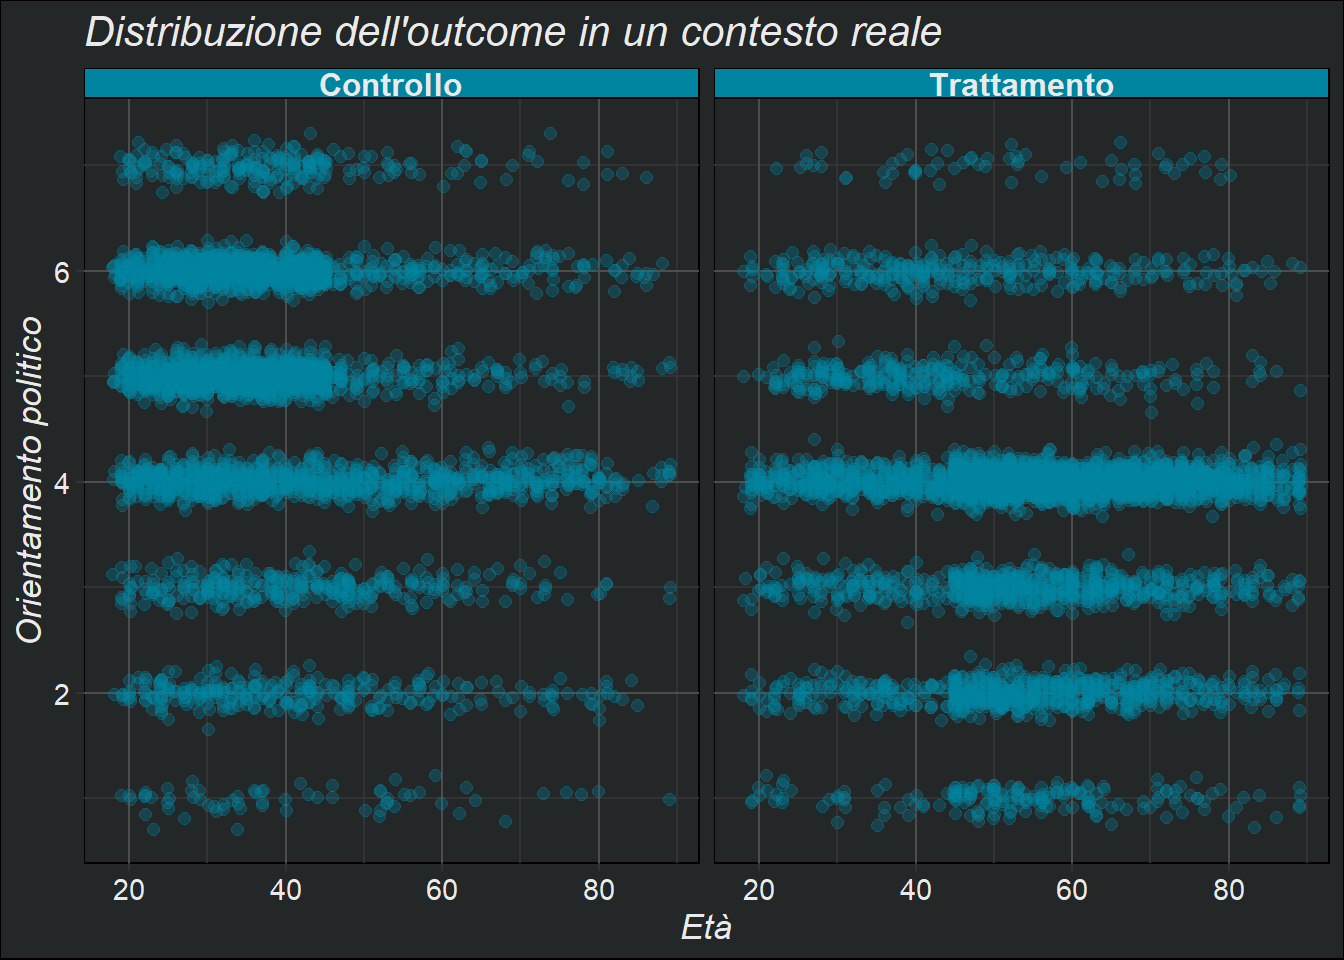 Distribuzione dell'outcome in un contesto reale
Controllo
Trattamento
Orientamento politico
6
4
2
20 40 60 80
20 40 60 80
Età